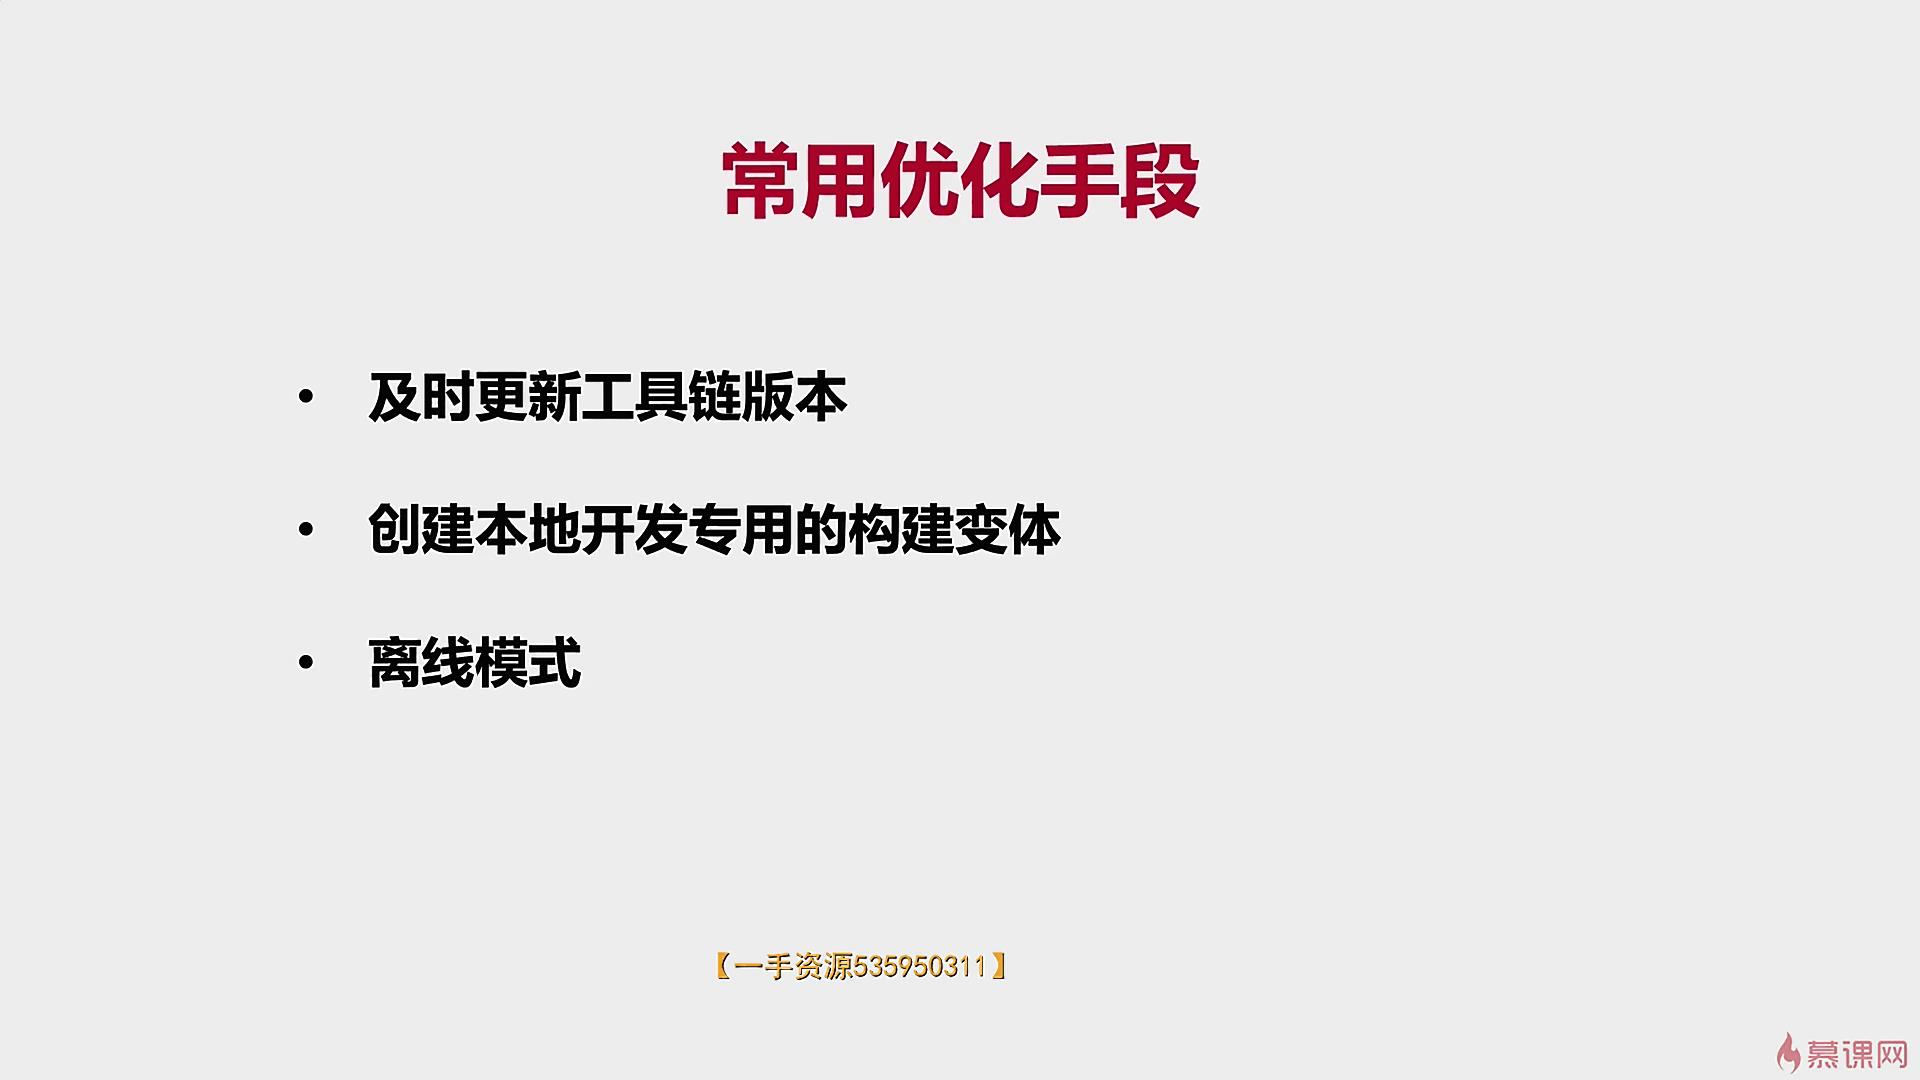 常用优化手段
• 及时更新工具链版本
• 创建本地开发专用的构建变体
• 离线模式
【一手资源535950311】
慕课网